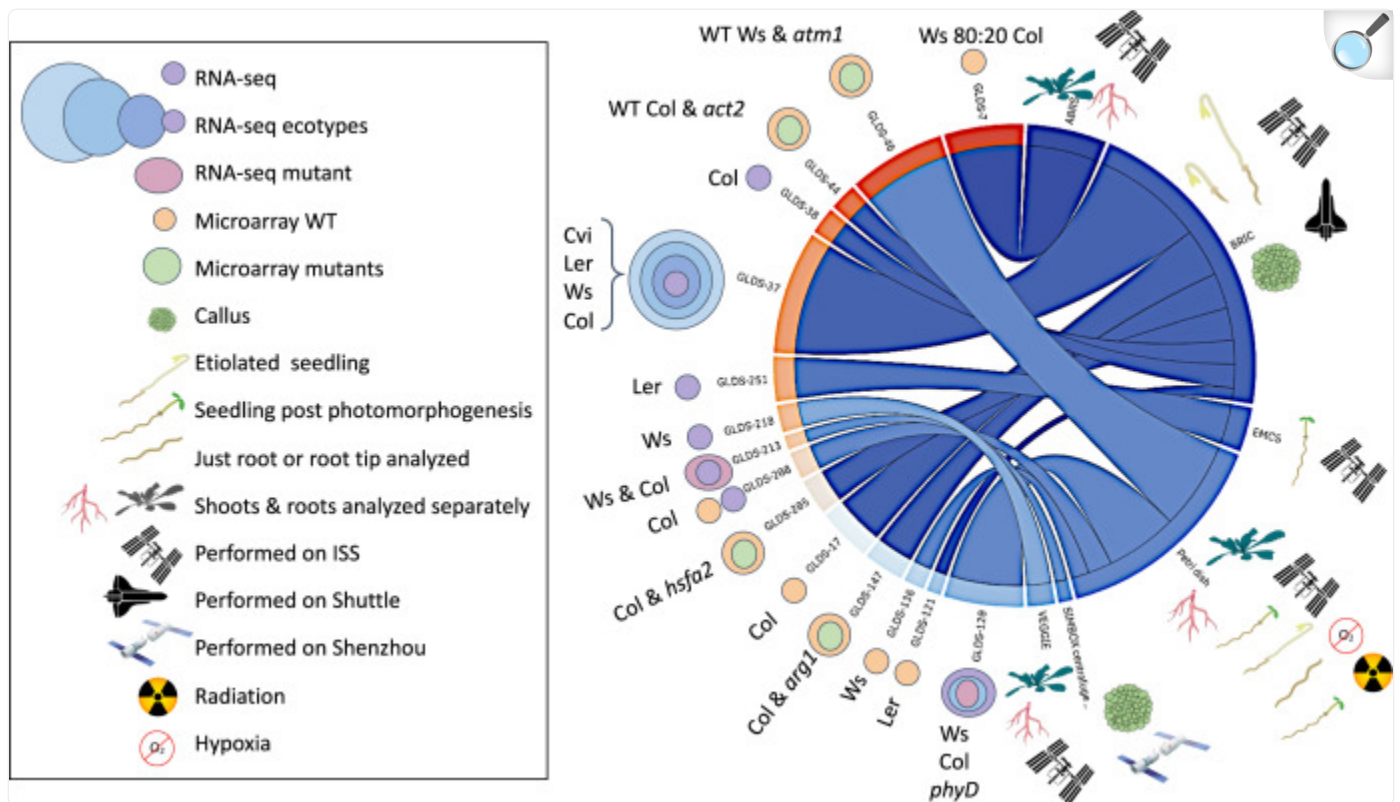 RNA-seq
RNA-seq ecotypes
RNA-seq mutant
Microarray WT
Microarray mutants
Callus
Etiolated seedling
Seedling post photomorphogenesis
Just root or root tip analyzed
Shoots & roots analyzed separately
Performed on ISS
Performed on Shuttle
Performed on Shenzhou
Radiation
O₂
Hypoxia
WT Ws & atm1
Ws 80:20 Col
WT Col & act2
Col
Cvi
Ler
Ws
Col
Ler
Ws
Ws & Col
Col
Col & hsfa2
Col
Col & arg1
Ws
Ler
Ws
Col
phyD
GLDS-7
GLDS-46
GLDS-44
GLDS-38
GLDS-37
GLDS-251
GLDS-218
GLDS-213
GLDS-208
GLDS-205
GLDS-17
GLDS-147
GLDS-136
GLDS-121
GLDS-120
ABRS
BRIC
EMCS
Petri dish
SIMBOX centrifuge ..
VEGGIE
O₂